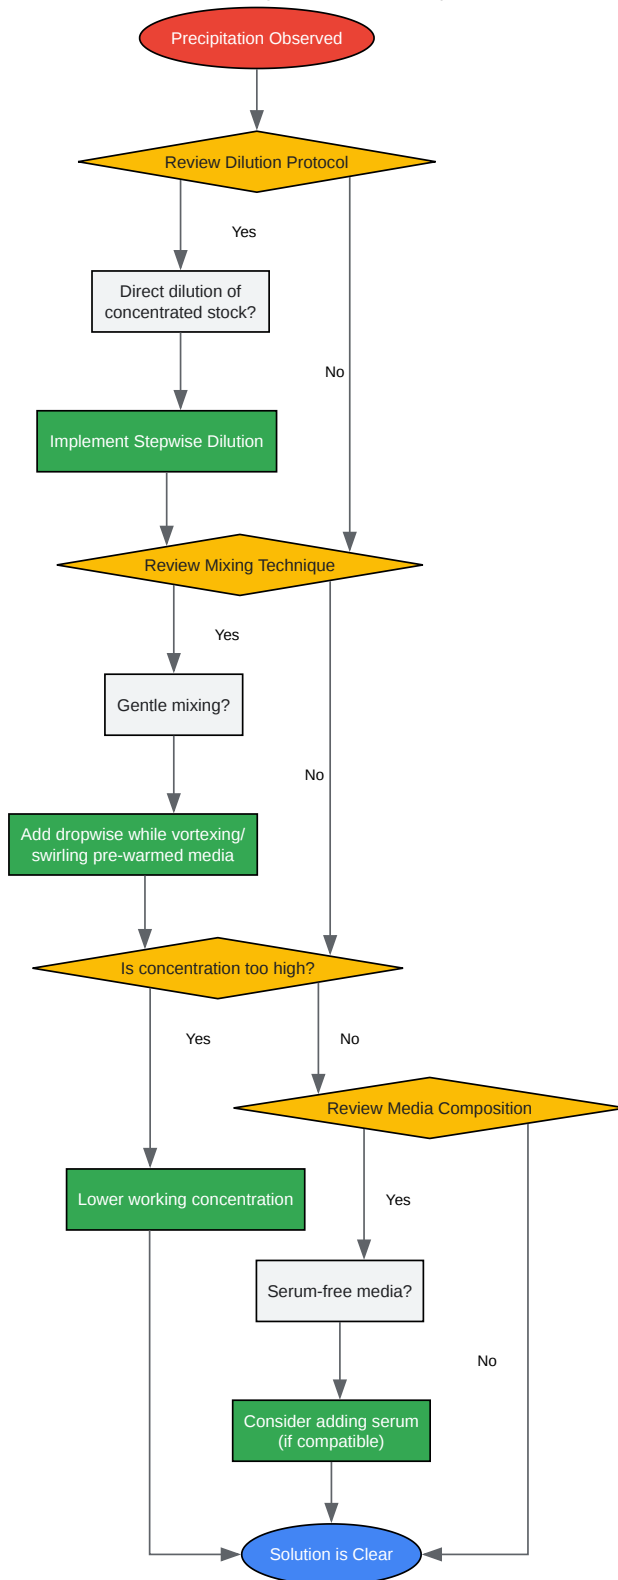 Precipitation Observed
Review Dilution Protocol
Yes
Direct dilution of
concentrated stock?
No
Implement Stepwise Dilution
Review Mixing Technique
Yes
Gentle mixing?
No
Add dropwise while vortexing/
swirling pre-warmed media
Is concentration too high?
Yes
No
Review Media Composition
Lower working concentration
Yes
Serum-free media?
No
Consider adding serum
(if compatible)
Solution is Clear